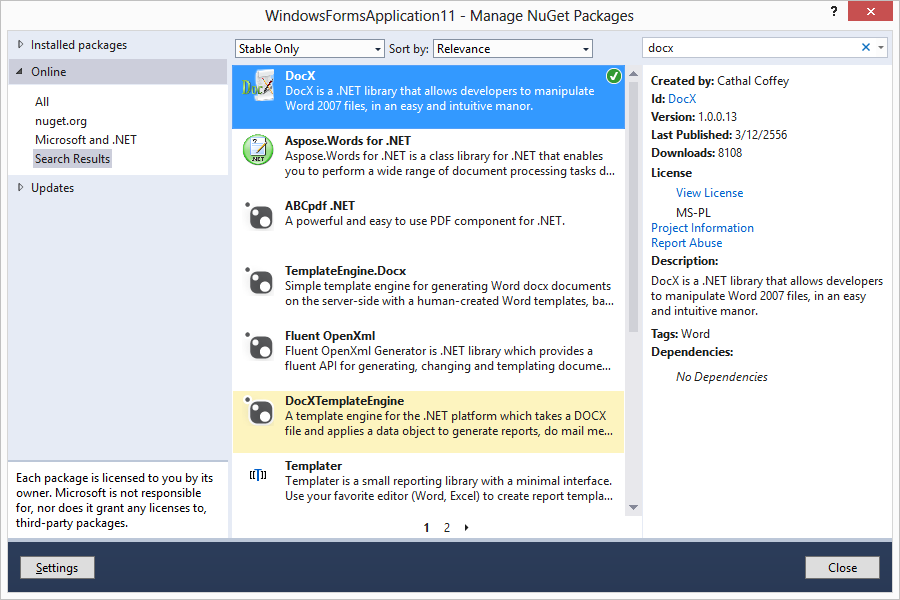 WindowsFormsApplication11 - Manage NuGet Packages
?
Installed packages
Online
All
nuget.org
Microsoft and .NET
Search Results
Updates
Each package is licensed to you by its
owner. Microsoft is not responsible
for, nor does it grant any licenses to,
third-party packages.
Stable Only
Sort by:
Relevance
DocX
DocX is a .NET library that allows developers to manipulate
Word 2007 files, in an easy and intuitive manor.
Aspose.Words for .NET
Aspose.Words for .NET is a class library for .NET that enables
you to perform a wide range of document processing tasks d...
ABCpdf .NET
A powerful and easy to use PDF component for .NET.
TemplateEngine.Docx
Simple template engine for generating Word docx documents
on the server-side with a human-created Word templates, ba...
Fluent OpenXml
Fluent OpenXml Generator is .NET library which provides a
fluent API for generating, changing and templating docume...
DocXTemplateEngine
A template engine for the .NET platform which takes a DOCX
file and applies a data object to generate reports, do mail me...
Templater
Templater is a small reporting library with a minimal interface.
Use your favorite editor (Word, Excel) to create report templa...
1 2
docx
Created by: Cathal Coffey
Id: DocX
Version: 1.0.0.13
Last Published: 3/12/2556
Downloads: 8108
License
View License
MS-PL
Project Information
Report Abuse
Description:
DocX is a .NET library that allows developers
to manipulate Word 2007 files, in an easy
and intuitive manor.
Tags: Word
Dependencies:
No Dependencies
Settings
Close